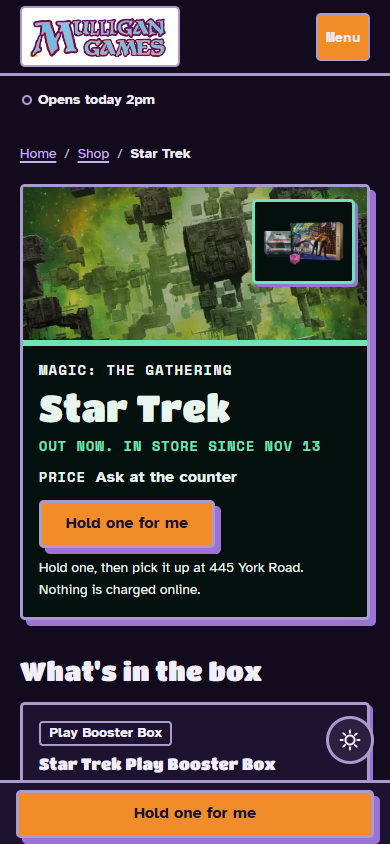 MULLIGAN
GAMES
Menu
Opens today 2pm
Home / Shop / Star Trek
MAGIC: THE GATHERING
Star Trek
OUT NOW. IN STORE SINCE NOV 13
PRICE Ask at the counter
Hold one for me
Hold one, then pick it up at 445 York Road.
Nothing is charged online.
What's in the box
Play Booster Box
Star Trek Play Booster Box
Hold one for me